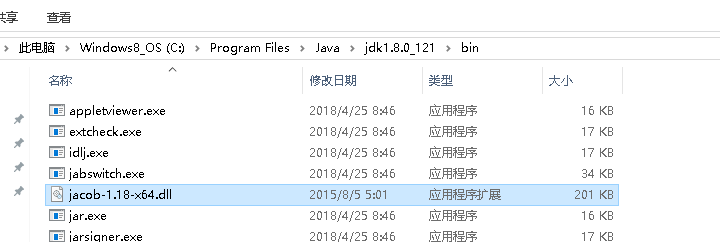 共享 查看
此电脑 > Windows8_OS (C:) > Program Files > Java > jdk1.8.0_121 > bin
名称 修改日期 类型 大小
appletviewer.exe 2018/4/25 8:46 应用程序 16 KB
extcheck.exe 2018/4/25 8:46 应用程序 17 KB
idlj.exe 2018/4/25 8:46 应用程序 17 KB
jabswitch.exe 2018/4/25 8:46 应用程序 34 KB
jacob-1.18-x64.dll 2015/8/5 5:01 应用程序扩展 201 KB
jar.exe 2018/4/25 8:46 应用程序 16 KB
jarsigner.exe 2018/4/25 8:46 应用程序 17 KB